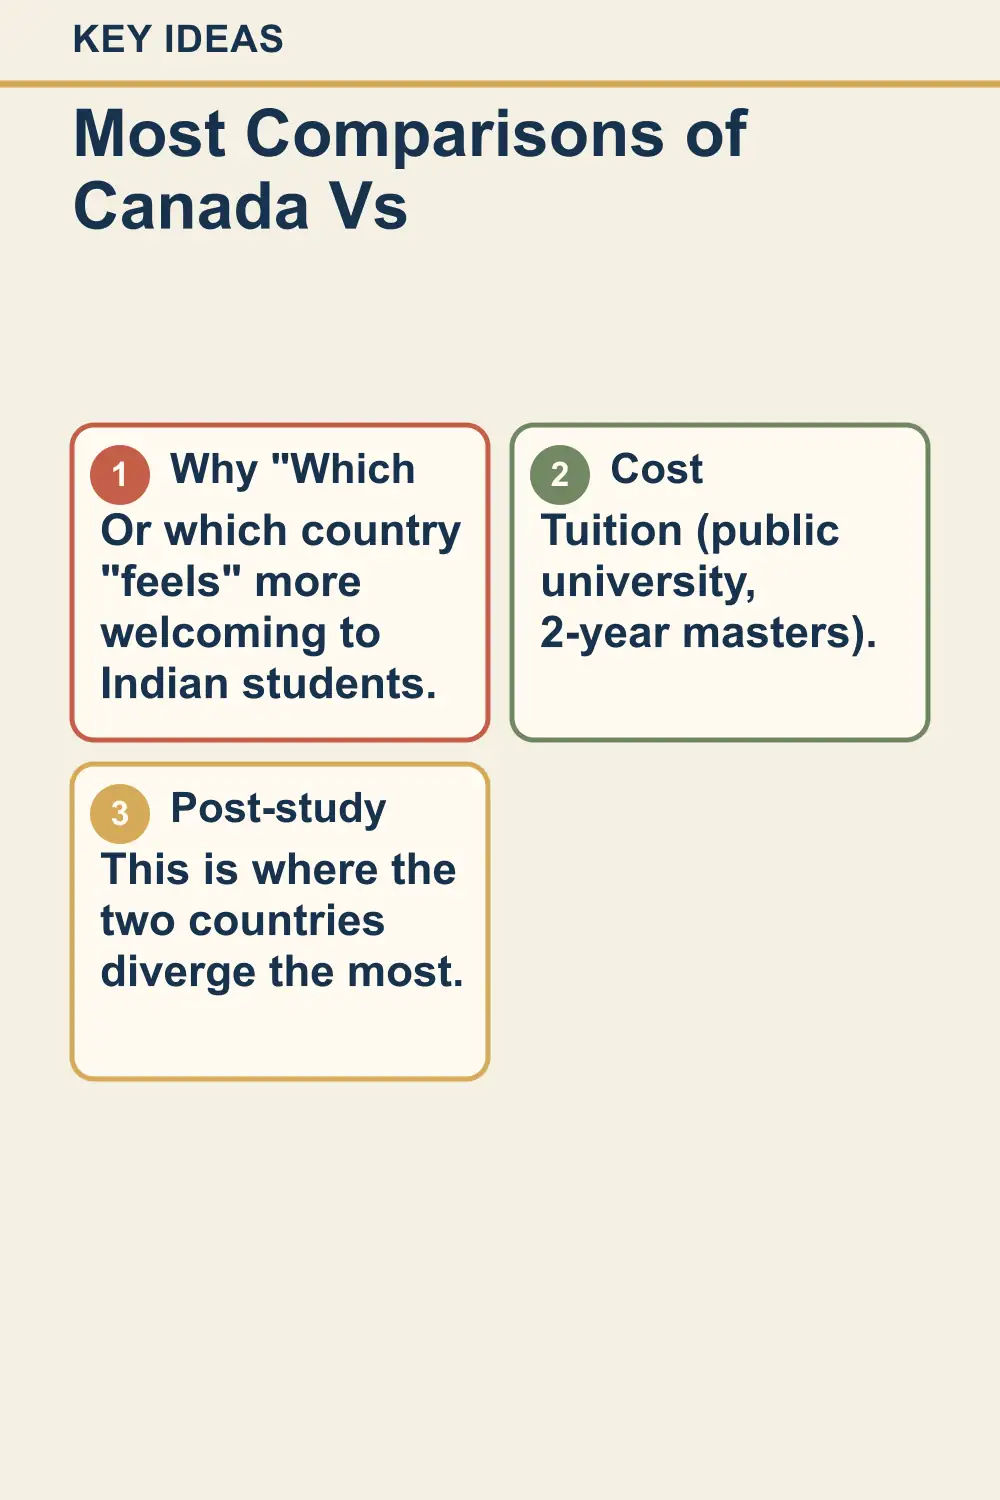 KEY IDEAS
Most Comparisons of
Canada Vs
1 Why "Which
Or which country
"feels" more
welcoming to
Indian students.
2 Cost
Tuition (public
university,
2-year masters).
3 Post-study
This is where the
two countries
diverge the most.